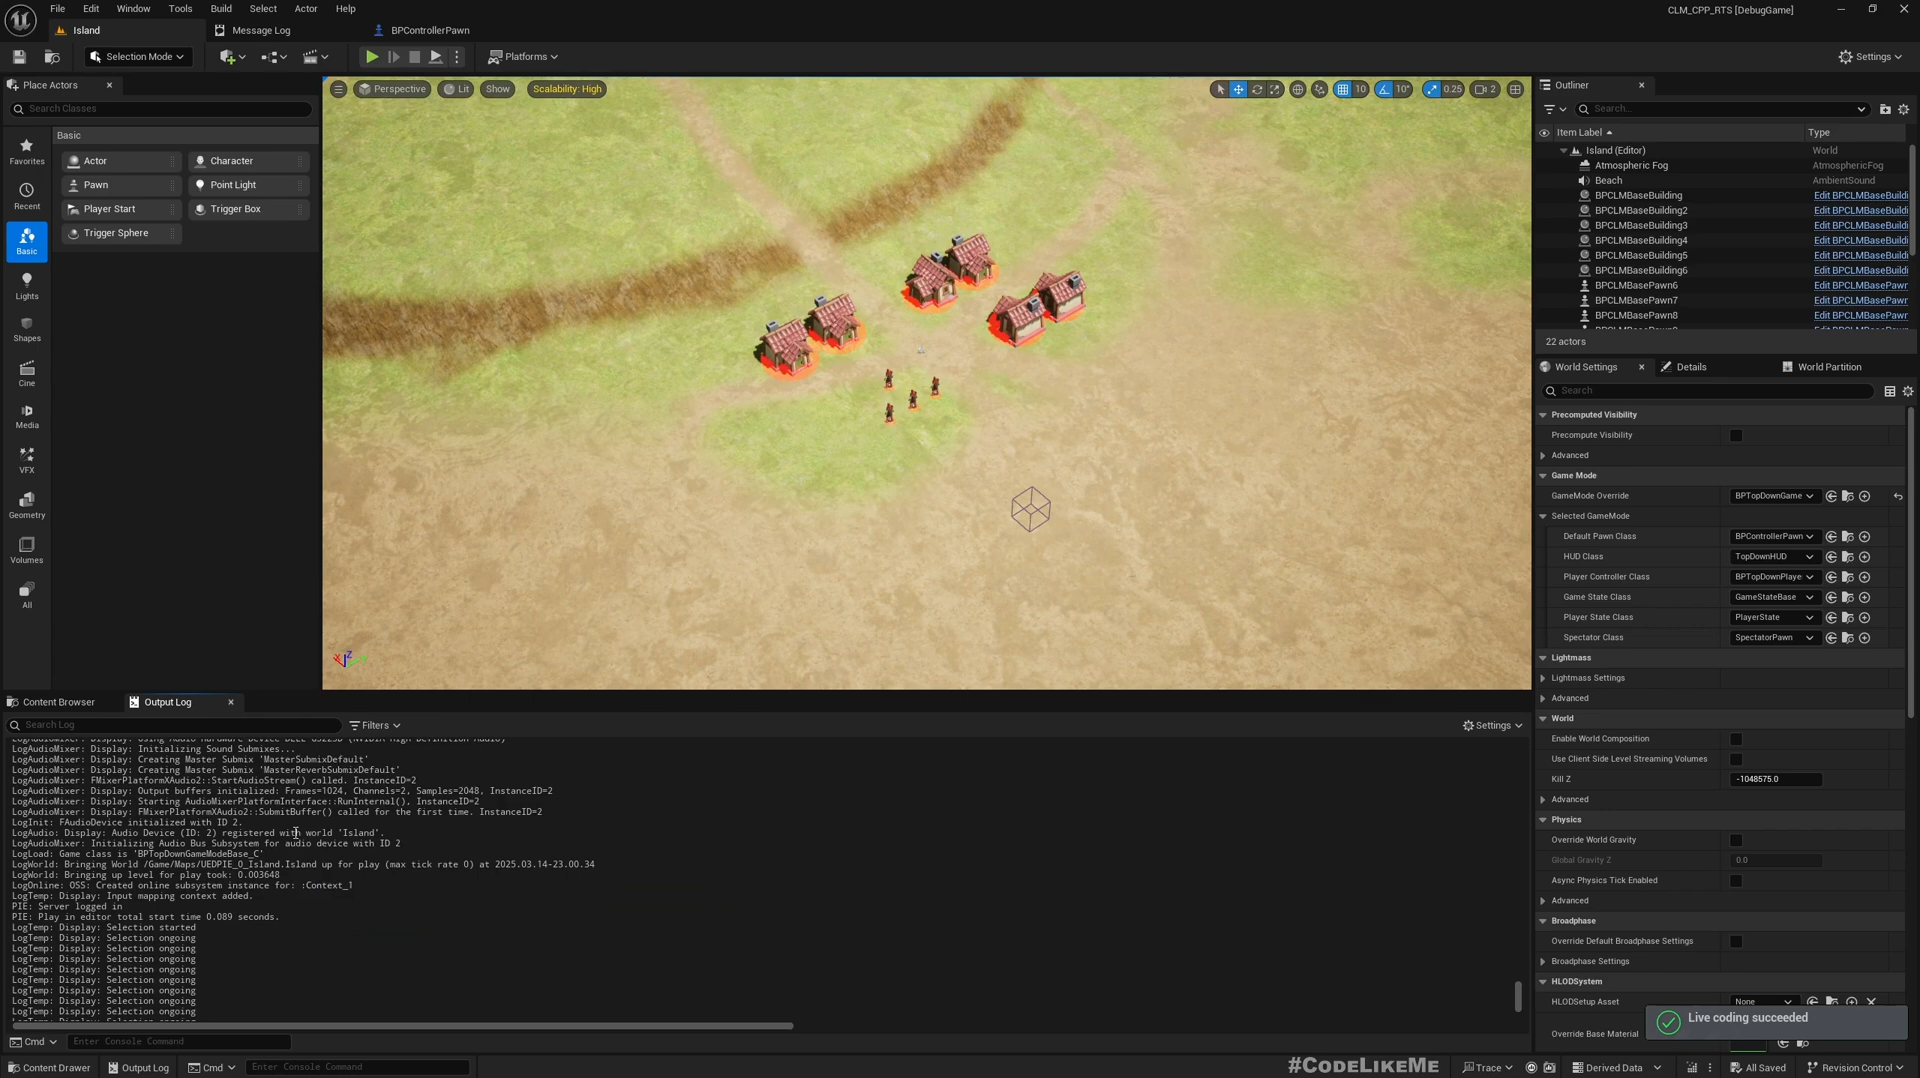 File Edit Window Tools Build Select Actor Help
CLM_CPP_RTS [DebugGame]
Island
Message Log
BPControllerPawn
Selection Mode
Platforms
Settings
Place Actors
Search Classes
Favorites
Recent
Basic
Lights
Shapes
Cine
Media
VFX
Geometry
Volumes
All
Basic
Actor
Character
Pawn
Point Light
Player Start
Trigger Box
Trigger Sphere
Perspective
Lit
Show
Scalability: High
10
10°
0.25
2
X
Z
Outliner
Search...
Item Label
Type
Island (Editor) World
Atmospheric Fog AtmosphericFog
Beach AmbientSound
BPCLMBaseBuilding Edit BPCLMBaseBuildi
BPCLMBaseBuilding2 Edit BPCLMBaseBuildi
BPCLMBaseBuilding3 Edit BPCLMBaseBuildi
BPCLMBaseBuilding4 Edit BPCLMBaseBuildi
BPCLMBaseBuilding5 Edit BPCLMBaseBuildi
BPCLMBaseBuilding6 Edit BPCLMBaseBuildi
BPCLMBasePawn6 Edit BPCLMBasePawn
BPCLMBasePawn7 Edit BPCLMBasePawn
BPCLMBasePawn8 Edit BPCLMBasePawn
22 actors
World Settings
Details
World Partition
Search
Precomputed Visibility
Precompute Visibility
Advanced
Game Mode
GameMode Override BPTopDownGame
Selected GameMode
Default Pawn Class BPControllerPawn
HUD Class TopDownHUD
Player Controller Class BPTopDownPlaye
Game State Class GameStateBase
Player State Class PlayerState
Spectator Class SpectatorPawn
Lightmass
Lightmass Settings
Advanced
World
Enable World Composition
Use Client Side Level Streaming Volumes
Kill Z -1048575.0
Advanced
Physics
Override World Gravity
Global Gravity Z 0.0
Async Physics Tick Enabled
Advanced
Broadphase
Override Default Broadphase Settings
Broadphase Settings
HLODSystem
HLODSetup Asset None
Override Base Material
Live coding succeeded
Content Browser
Output Log
Search Log
Filters
Settings
LogAudioMixer: Display: Initializing Sound Submixes...
LogAudioMixer: Display: Creating Master Submix 'MasterSubmixDefault'
LogAudioMixer: Display: Creating Master Submix 'MasterReverbSubmixDefault'
LogAudioMixer: FMixerPlatformXAudio2::StartAudioStream() called. InstanceID=2
LogAudioMixer: Display: Output buffers initialized: Frames=1024, Channels=2, Samples=2048, InstanceID=2
LogAudioMixer: Display: Starting AudioMixerPlatformInterface::RunInternal(), InstanceID=2
LogAudioMixer: Display: FMixerPlatformXAudio2::SubmitBuffer() called for the first time. InstanceID=2
LogInit: FAudioDevice initialized with ID 2.
LogAudio: Display: Audio Device (ID: 2) registered with world 'Island'.
LogAudioMixer: Initializing Audio Bus Subsystem for audio device with ID 2
LogLoad: Game class is 'BPTopDownGameModeBase_C'
LogWorld: Bringing World /Game/Maps/UEDPIE_0_Island.Island up for play (max tick rate 0) at 2025.03.14-23.00.34
LogWorld: Bringing up level for play took: 0.003648
LogOnline: OSS: Created online subsystem instance for: :Context_1
LogTemp: Display: Input mapping context added.
PIE: Server logged in
PIE: Play in editor total start time 0.089 seconds.
LogTemp: Display: Selection started
LogTemp: Display: Selection ongoing
LogTemp: Display: Selection ongoing
LogTemp: Display: Selection ongoing
LogTemp: Display: Selection ongoing
LogTemp: Display: Selection ongoing
LogTemp: Display: Selection ongoing
LogTemp: Display: Selection ongoing
LogTemp: Display: Selection ongoing
Cmd
Enter Console Command
Content Drawer
Output Log
Cmd
Enter Console Command
#CodeLikeMe
Trace
Derived Data
All Saved
Revision Control